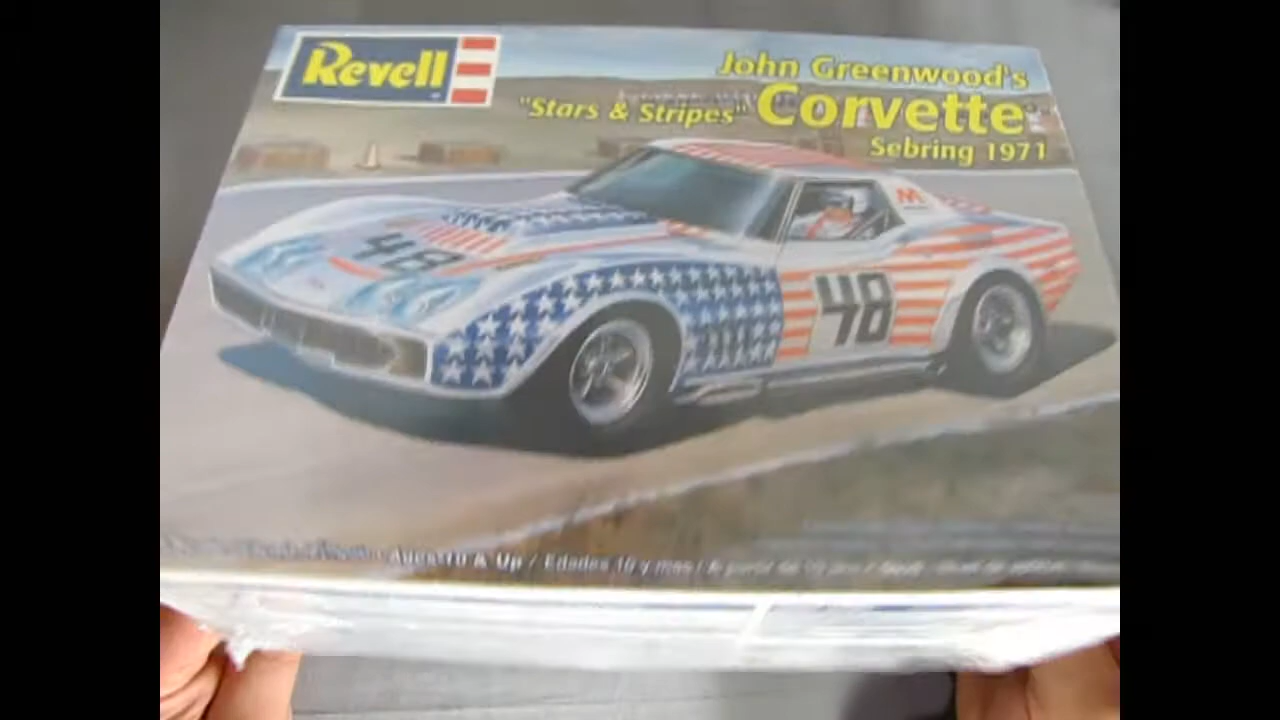 Revell
John Greenwood's
"Stars & Stripes" Corvette
Sebring 1971
48
48
Ages 10 & Up / Edades 10 y mas /